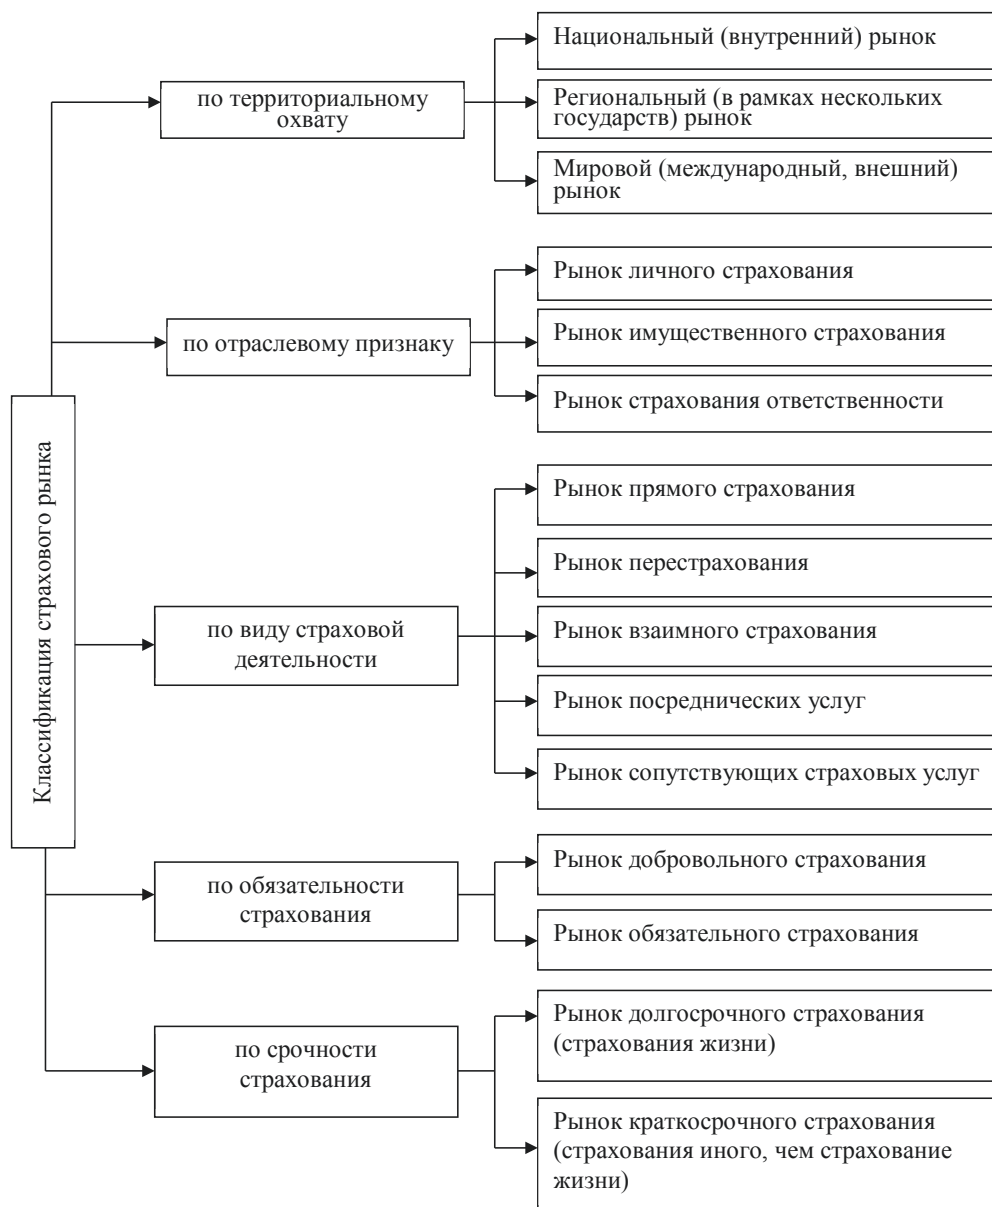 Классификация страхового рынка
по территориальному
охвату
Национальный (внутренний) рынок
Региональный (в рамках нескольких
государств) рынок
Мировой (международный, внешний)
рынок
по отраслевому признаку
Рынок личного страхования
Рынок имущественного страхования
Рынок страхования ответственности
по виду страховой
деятельности
Рынок прямого страхования
Рынок перестрахования
Рынок взаимного страхования
Рынок посреднических услуг
Рынок сопутствующих страховых услуг
по обязательности
страхования
Рынок добровольного страхования
Рынок обязательного страхования
по срочности
страхования
Рынок долгосрочного страхования
(страхования жизни)
Рынок краткосрочного страхования
(страхования иного, чем страхование
жизни)